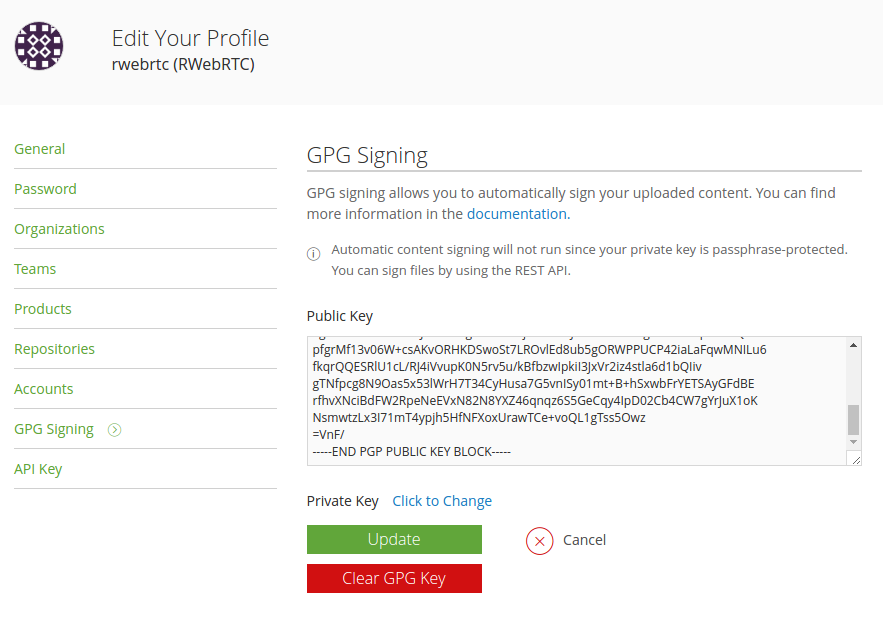 Edit Your Profile
rwebrtc (RWebRTC)
General
Password
Organizations
Teams
Products
Repositories
Accounts
GPG Signing
API Key
GPG Signing
GPG signing allows you to automatically sign your uploaded content. You can find
more information in the documentation.
Automatic content signing will not run since your private key is passphrase-protected.
You can sign files by using the REST API.
Public Key
pfgrMf13v06W+csAKvORHKDSwoSt7LROvlEd8ub5gORWPPUCP42iaLaFqwMNILu6
fkqrQQESRlU1cL/RJ4iVvupK0N5rv5u/kBfbzwIpkiI3JxVr2iz4stla6d1bQIiv
gTNfpcg8N9Oas5x53lWrH7T34CyHusa7G5vnISy01mt+B+hSxwbFrYETSAyGFdBE
rfhvXNciBdFW2RpeNeEVxN82N8YXZ46qnqz6S5GeCqy4IpD02Cb4CW7gYrJuX1oK
NsmwtzLx3I71mT4ypjh5HfNFXoxUrawTCe+voQL1gTss5Owz
=VnF/
-----END PGP PUBLIC KEY BLOCK-----
Private Key Click to Change
Update
Cancel
Clear GPG Key